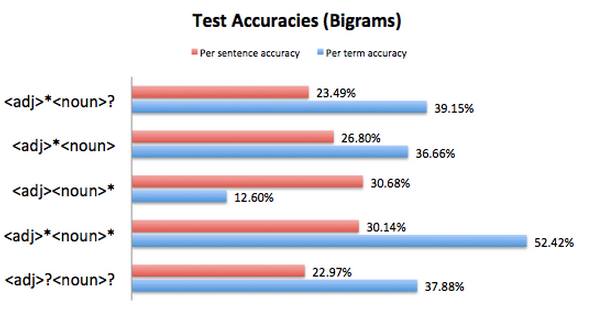 Test Accuracies (Bigrams)
Per sentence accuracy Per term accuracy
<adj>*<noun>? 23.49%
39.15%
<adj>*<noun> 26.80%
36.66%
<adj><noun>* 30.68%
12.60%
<adj>*<noun>* 30.14%
52.42%
<adj>?<noun>? 22.97%
37.88%